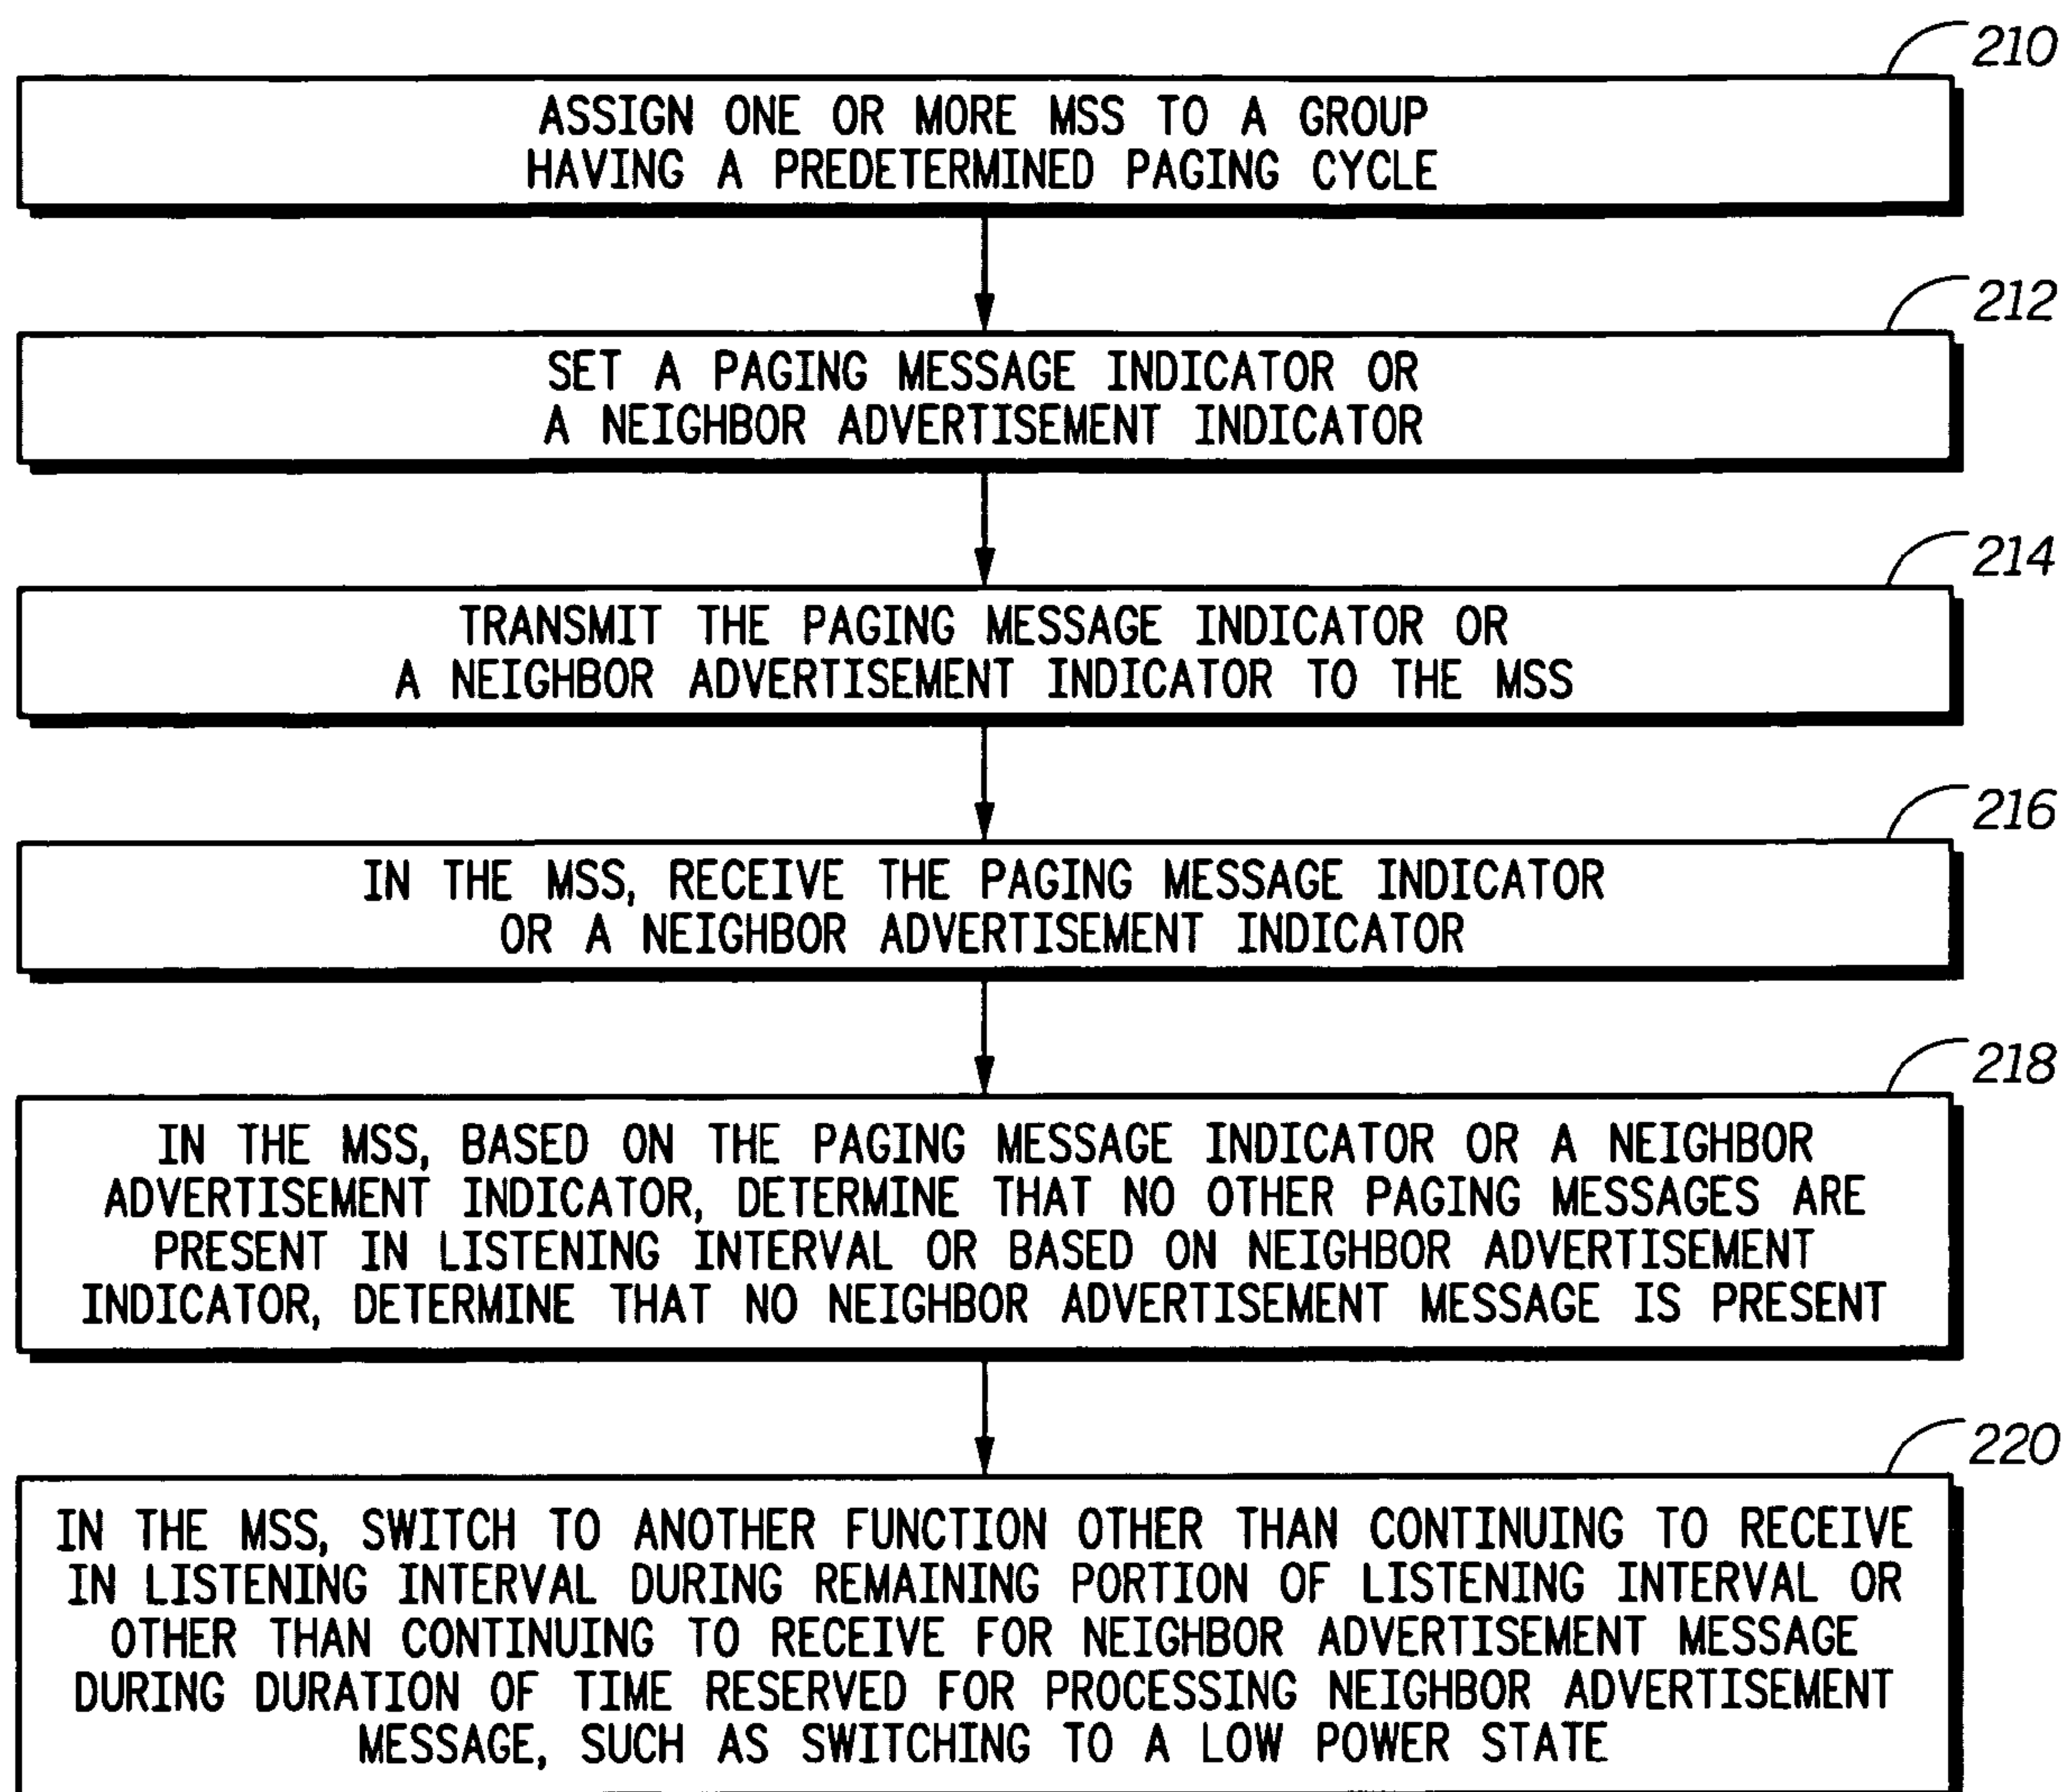 210
ASSIGN ONE OR MORE MSS TO A GROUP
HAVING A PREDETERMINED PAGING CYCLE
212
SET A PAGING MESSAGE INDICATOR OR
A NEIGHBOR ADVERTISEMENT INDICATOR
214
TRANSMIT THE PAGING MESSAGE INDICATOR OR
A NEIGHBOR ADVERTISEMENT INDICATOR TO THE MSS
216
IN THE MSS, RECEIVE THE PAGING MESSAGE INDICATOR
OR A NEIGHBOR ADVERTISEMENT INDICATOR
218
IN THE MSS, BASED ON THE PAGING MESSAGE INDICATOR OR A NEIGHBOR
ADVERTISEMENT INDICATOR, DETERMINE THAT NO OTHER PAGING MESSAGES ARE
PRESENT IN LISTENING INTERVAL OR BASED ON NEIGHBOR ADVERTISEMENT
INDICATOR, DETERMINE THAT NO NEIGHBOR ADVERTISEMENT MESSAGE IS PRESENT
220
IN THE MSS, SWITCH TO ANOTHER FUNCTION OTHER THAN CONTINUING TO RECEIVE
IN LISTENING INTERVAL DURING REMAINING PORTION OF LISTENING INTERVAL OR
OTHER THAN CONTINUING TO RECEIVE FOR NEIGHBOR ADVERTISEMENT MESSAGE
DURING DURATION OF TIME RESERVED FOR PROCESSING NEIGHBOR ADVERTISEMENT
MESSAGE, SUCH AS SWITCHING TO A LOW POWER STATE